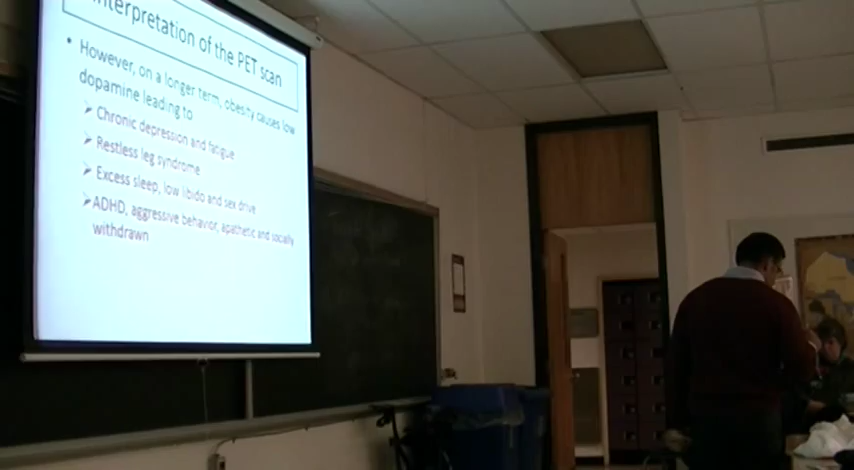 Interpretation of the PET scan
• However, on a longer term, obesity causes low
dopamine leading to
➢ Chronic depression and fatigue
➢ Restless leg syndrome
➢ Excess sleep, low libido and sex drive
➢ ADHD, aggressive behavior, apathetic and socially
withdrawn